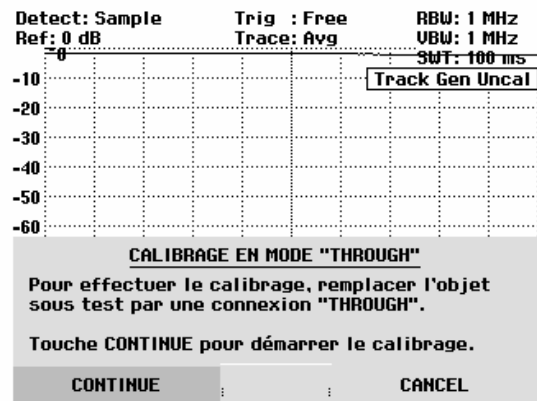 Detect: Sample Trig : Free RBW: 1 MHz
Ref: 0 dB Trace: Avg VBW: 1 MHz
SWT: 100 ms
0
-10 Track Gen Uncal
-20
-30
-40
-50
-60
CALIBRAGE EN MODE "THROUGH"
Pour effectuer le calibrage, remplacer l'objet
sous test par une connexion "THROUGH".
Touche CONTINUE pour démarrer le calibrage.
CONTINUE CANCEL